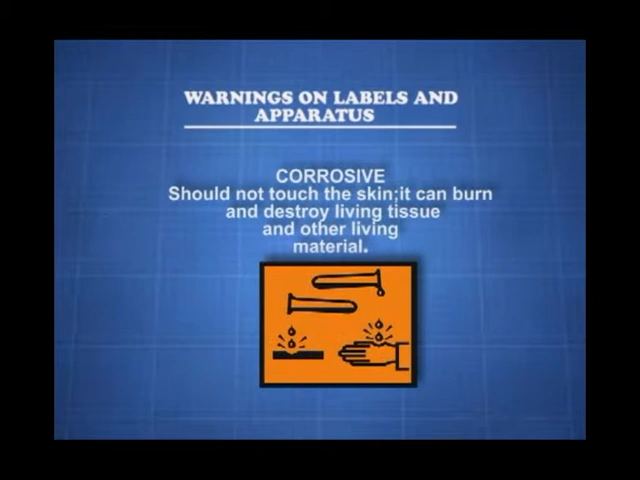 WARNINGS ON LABELS AND
APPARATUS
CORROSIVE
Should not touch the skin;it can burn
and destroy living tissue
and other living
material.